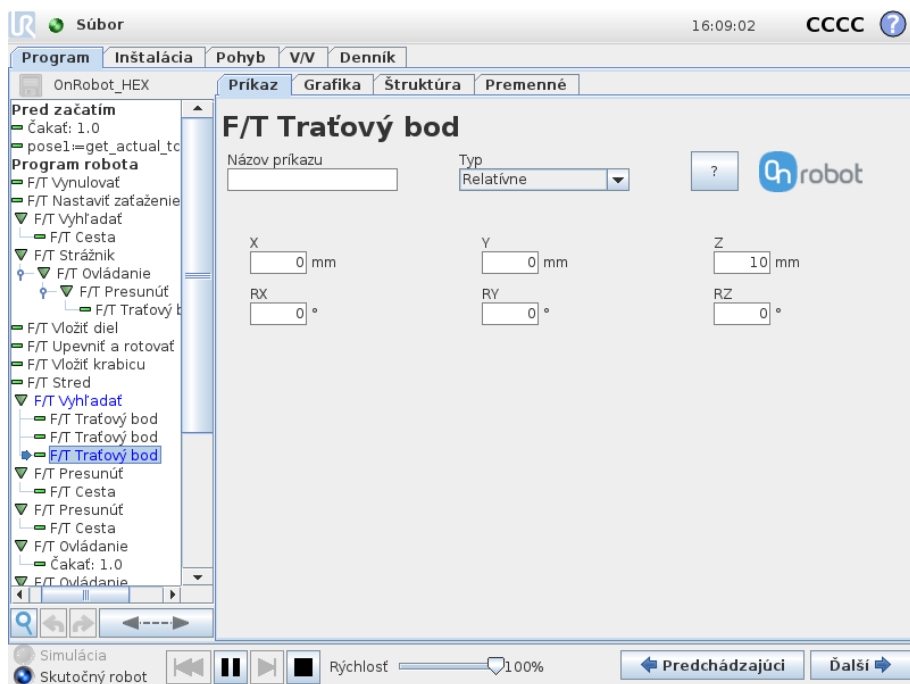 UR Súbor 16:09:02 CCCC ?
Program Inštalácia Pohyb V/V Denník
OnRobot_HEX
Príkaz Grafika Štruktúra Premenné
Pred začatím
Čakať: 1.0
pose1:=get_actual_tc
Program robota
F/T Vynulovať
F/T Nastaviť zaťaženie
F/T Vyhľadať
F/T Cesta
F/T Strážnik
F/T Ovládanie
F/T Presunúť
F/T Traťový b
F/T Vložiť diel
F/T Upevniť a rotovať
F/T Vložiť krabicu
F/T Stred
F/T Vyhľadať
F/T Traťový bod
F/T Traťový bod
F/T Traťový bod
F/T Presunúť
F/T Cesta
F/T Presunúť
F/T Cesta
F/T Ovládanie
Čakať: 1.0
F/T Ovládanie
F/T Traťový bod
Názov príkazu Typ
Relatívne
?
On robot
X Y Z
0 mm 0 mm 10 mm
RX RY RZ
0 ° 0 ° 0 °
Simulácia
Skutočný robot
Rýchlosť 100%
Predchádzajúci Ďalší